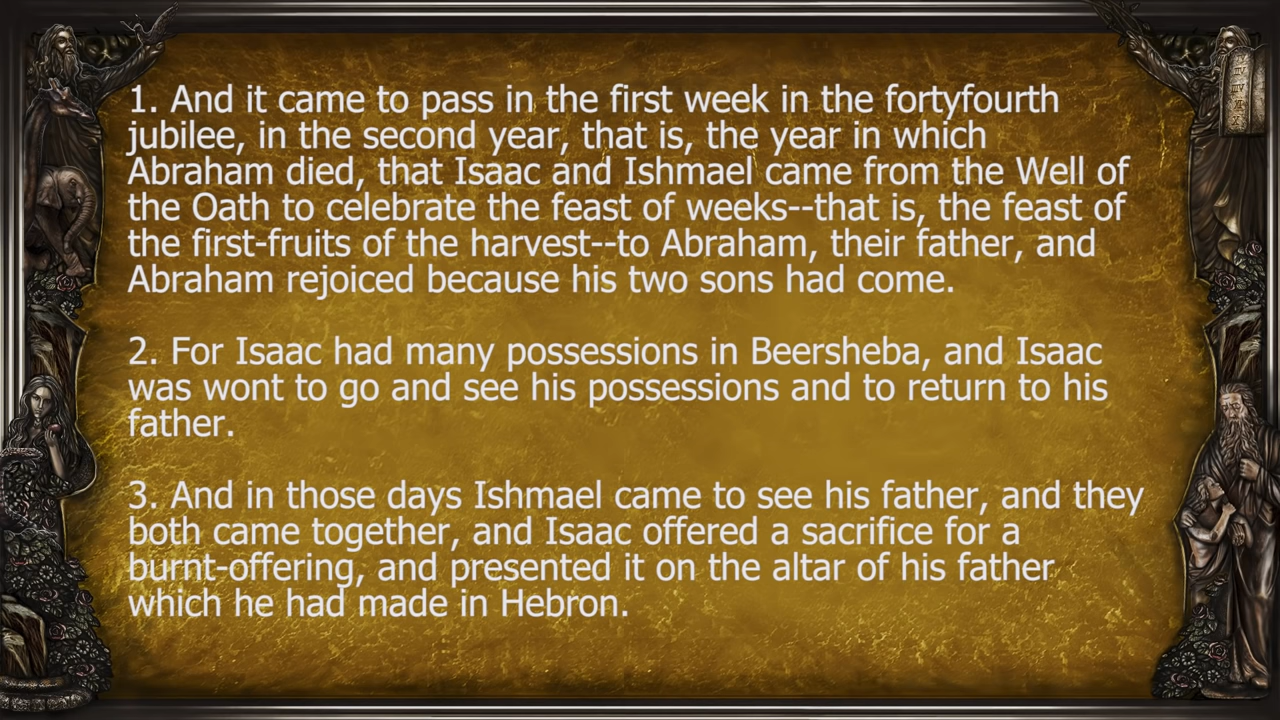 1. And it came to pass in the first week in the fortyfourth
jubilee, in the second year, that is, the year in which
Abraham died, that Isaac and Ishmael came from the Well of
the Oath to celebrate the feast of weeks--that is, the feast of
the first-fruits of the harvest--to Abraham, their father, and
Abraham rejoiced because his two sons had come.
2. For Isaac had many possessions in Beersheba, and Isaac
was wont to go and see his possessions and to return to his
father.
3. And in those days Ishmael came to see his father, and they
both came together, and Isaac offered a sacrifice for a
burnt-offering, and presented it on the altar of his father
which he had made in Hebron.